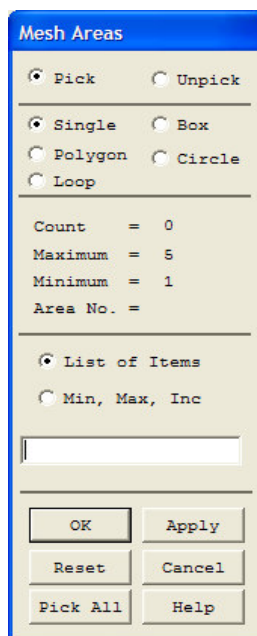 Mesh Areas
Pick Unpick
Single Box
Polygon Circle
Loop
Count = 0
Maximum = 5
Minimum = 1
Area No. =
List of Items
Min, Max, Inc
OK Apply
Reset Cancel
Pick All Help